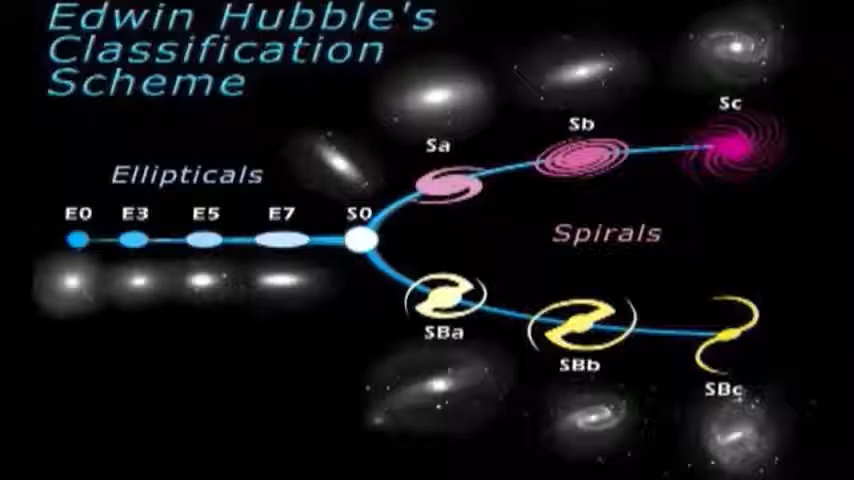 Edwin Hubble's
Classification
Scheme
Ellipticals
E0 E3 E5 E7 S0
Sa
Sb
Sc
Spirals
SBa
SBb
SBc